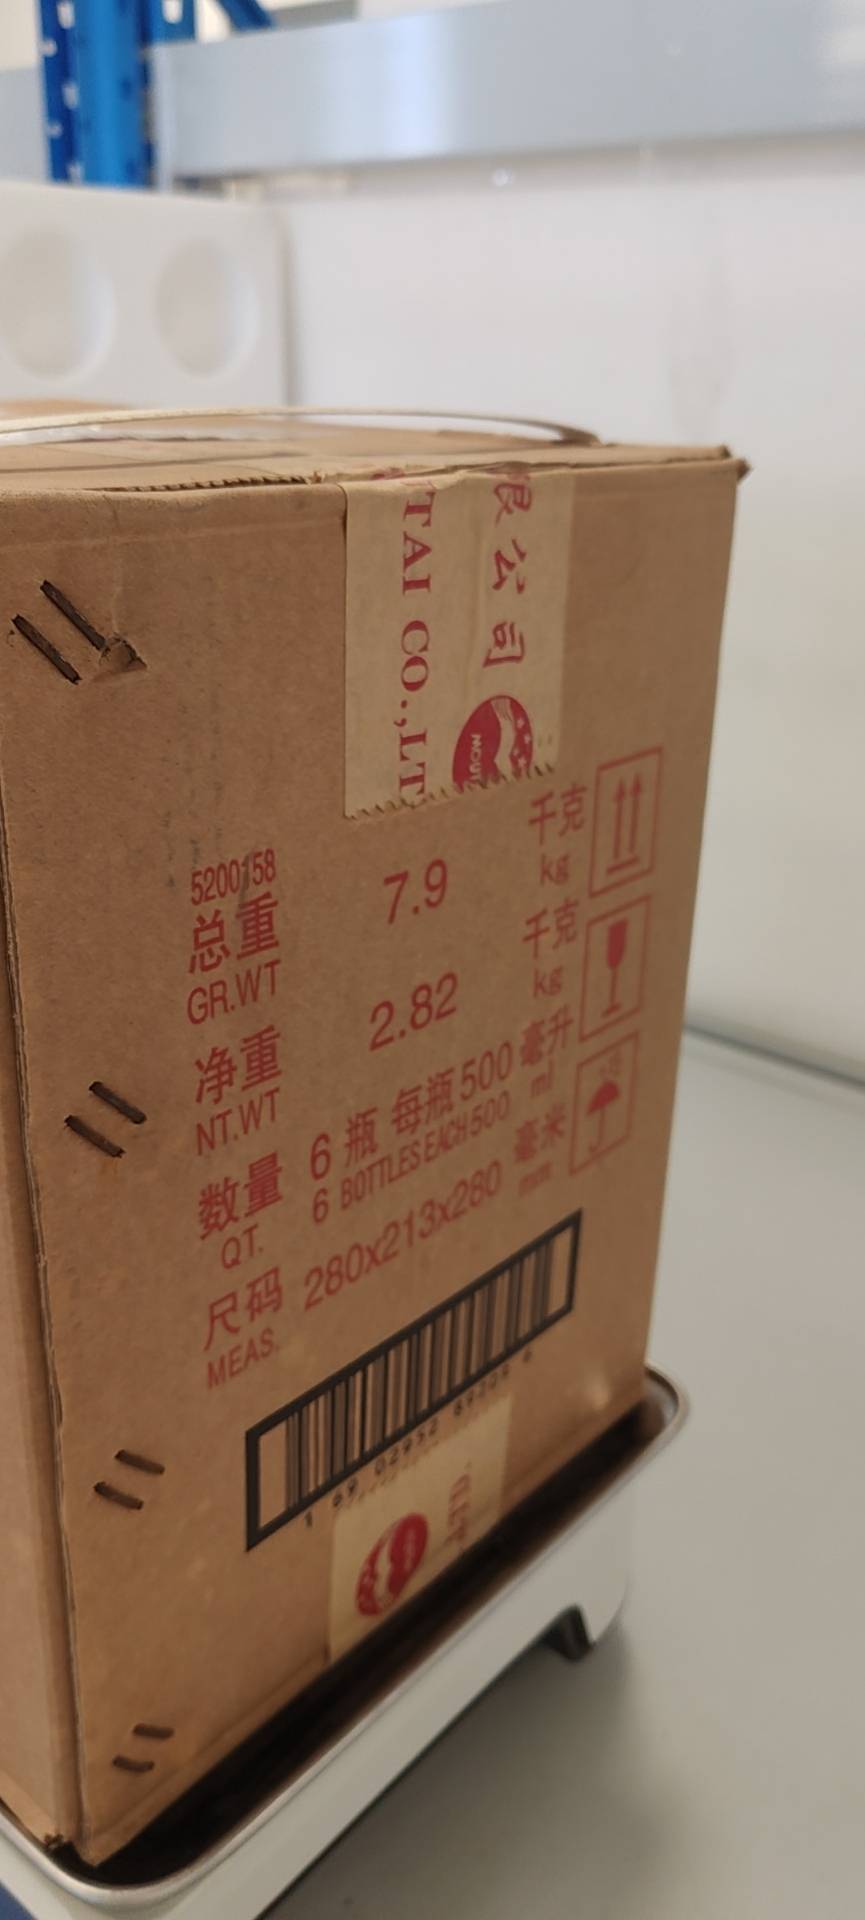 限公司
TAI CO.,LT
MOUT
5200158
总重 7.9 千克
GR.WT kg
净重 2.82 千克
NT.WT kg
数量 6 瓶 每瓶 500 毫升
QT. 6 BOTTLES EACH 500 ml
尺码 280x213x280 毫米
MEAS. mm
LTD.